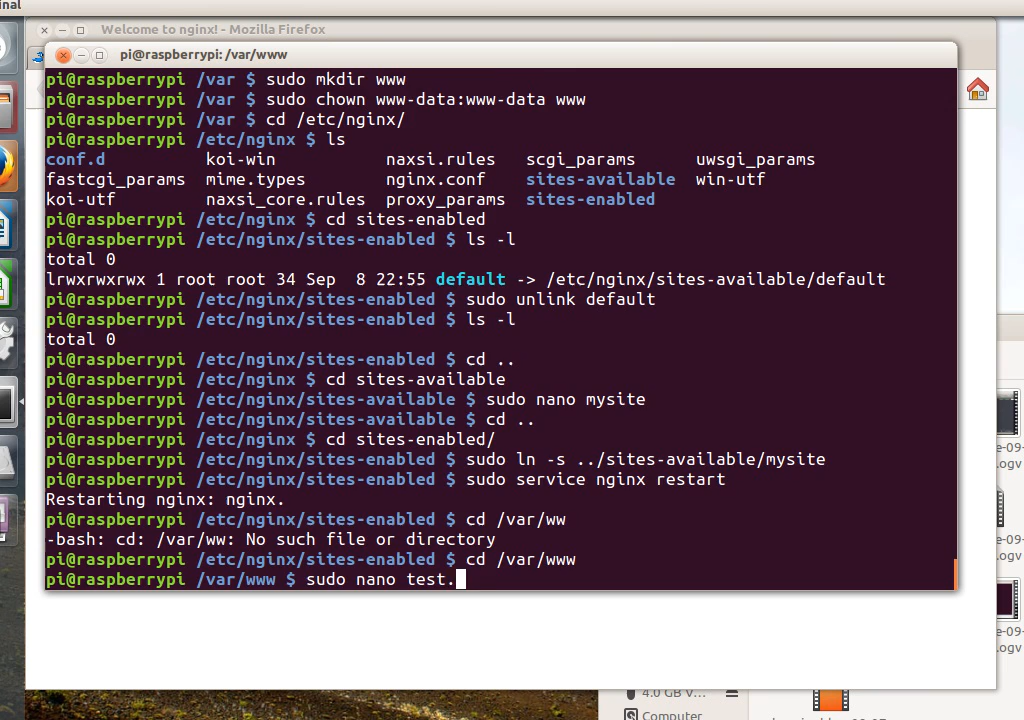 nal
Welcome to nginx! - Mozilla Firefox
pi@raspberrypi: /var/www
pi@raspberrypi /var $ sudo mkdir www
pi@raspberrypi /var $ sudo chown www-data:www-data www
pi@raspberrypi /var $ cd /etc/nginx/
pi@raspberrypi /etc/nginx $ ls
conf.d koi-win naxsi.rules scgi_params uwsgi_params
fastcgi_params mime.types nginx.conf sites-available win-utf
koi-utf naxsi_core.rules proxy_params sites-enabled
pi@raspberrypi /etc/nginx $ cd sites-enabled
pi@raspberrypi /etc/nginx/sites-enabled $ ls -l
total 0
lrwxrwxrwx 1 root root 34 Sep  8 22:55 default -> /etc/nginx/sites-available/default
pi@raspberrypi /etc/nginx/sites-enabled $ sudo unlink default
pi@raspberrypi /etc/nginx/sites-enabled $ ls -l
total 0
pi@raspberrypi /etc/nginx/sites-enabled $ cd ..
pi@raspberrypi /etc/nginx $ cd sites-available
pi@raspberrypi /etc/nginx/sites-available $ sudo nano mysite
pi@raspberrypi /etc/nginx/sites-available $ cd ..
pi@raspberrypi /etc/nginx $ cd sites-enabled/
pi@raspberrypi /etc/nginx/sites-enabled $ sudo ln -s ../sites-available/mysite
pi@raspberrypi /etc/nginx/sites-enabled $ sudo service nginx restart
Restarting nginx: nginx.
pi@raspberrypi /etc/nginx/sites-enabled $ cd /var/ww
-bash: cd: /var/ww: No such file or directory
pi@raspberrypi /etc/nginx/sites-enabled $ cd /var/www
pi@raspberrypi /var/www $ sudo nano test.
e-09-
.ogv
e-09-
.ogv
4.0 GB V...
Computer